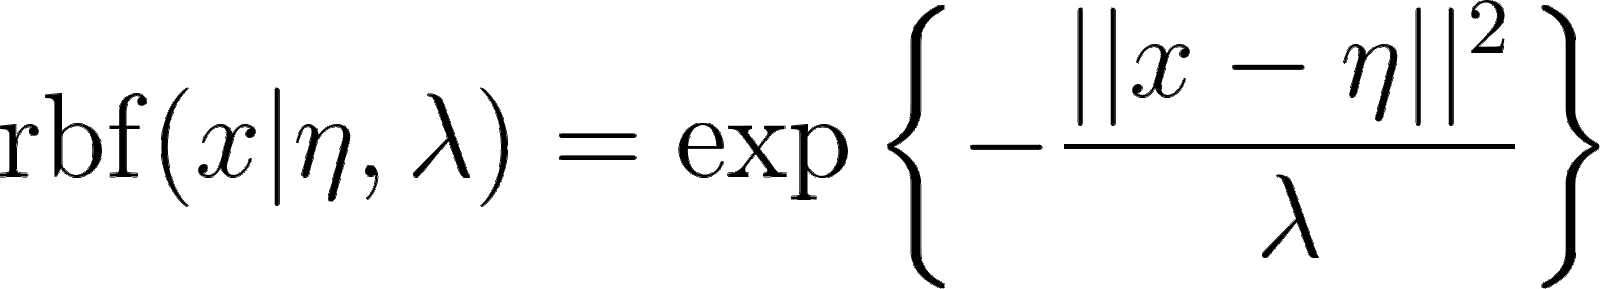 rbf(x|η, λ) = exp { − ||x − η||² / λ }